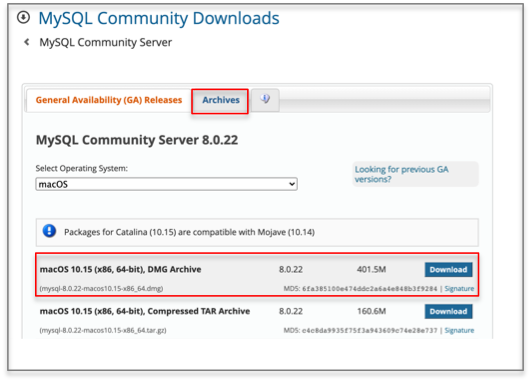 MySQL Community Downloads
MySQL Community Server
General Availability (GA) Releases Archives
MySQL Community Server 8.0.22
Select Operating System:
Looking for previous GA
versions?
macOS
Packages for Catalina (10.15) are compatible with Mojave (10.14)
macOS 10.15 (x86, 64-bit), DMG Archive 8.0.22 401.5M Download
(mysql-8.0.22-macos10.15-x86_64.dmg) MD5: 6fa385100e474ddc2a6a4e848b3f9284 | Signature
macOS 10.15 (x86, 64-bit), Compressed TAR Archive 8.0.22 160.6M Download
(mysql-8.0.22-macos10.15-x86_64.tar.gz) MD5: c4c8da9935f75f3a943609c74e28e737 | Signature